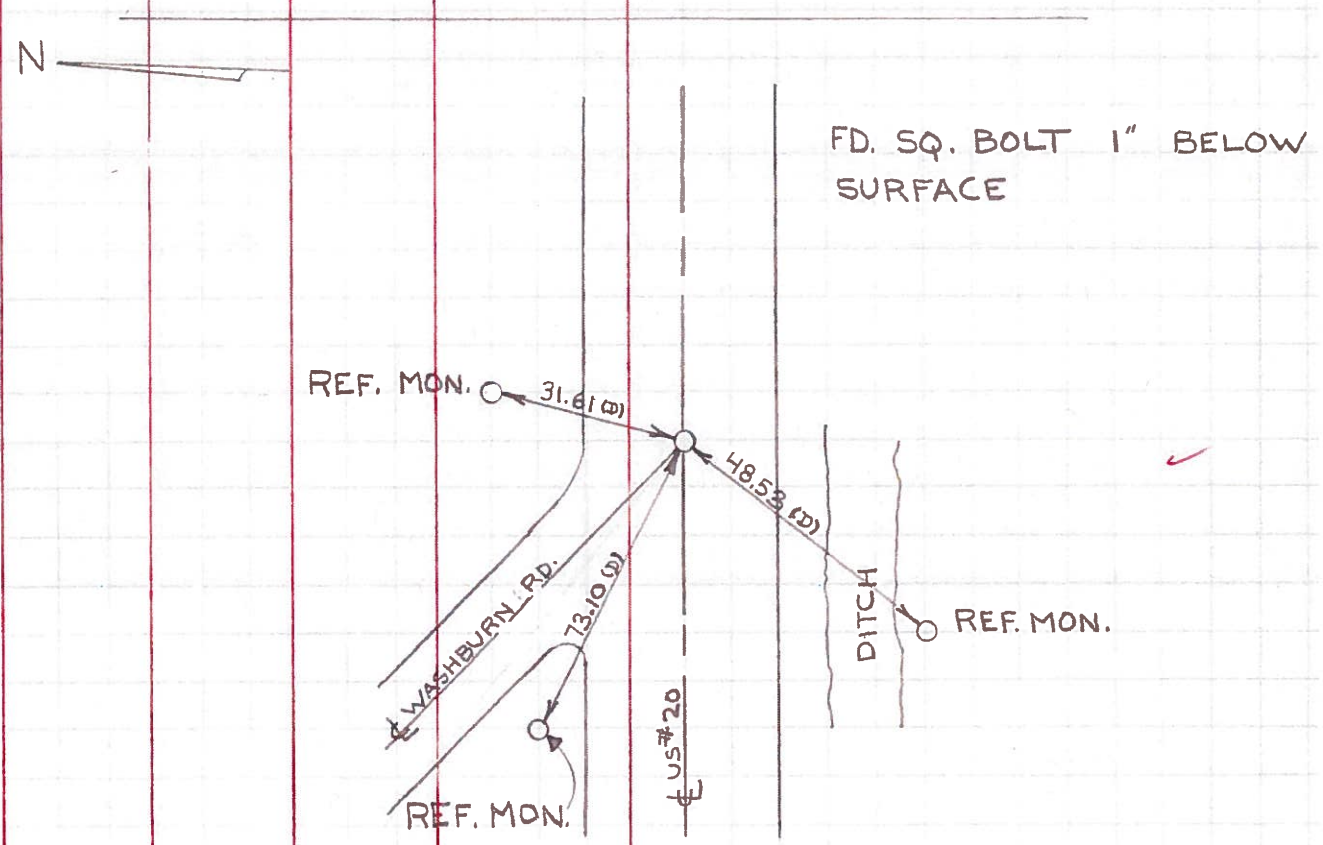 N
FD. SQ. BOLT 1" BELOW
SURFACE
REF. MON.
31.61 (D)
48.53 (D)
73.10 (D)
℄ WASHBURN RD.
DITCH
REF. MON.
℄ US #20
REF. MON.